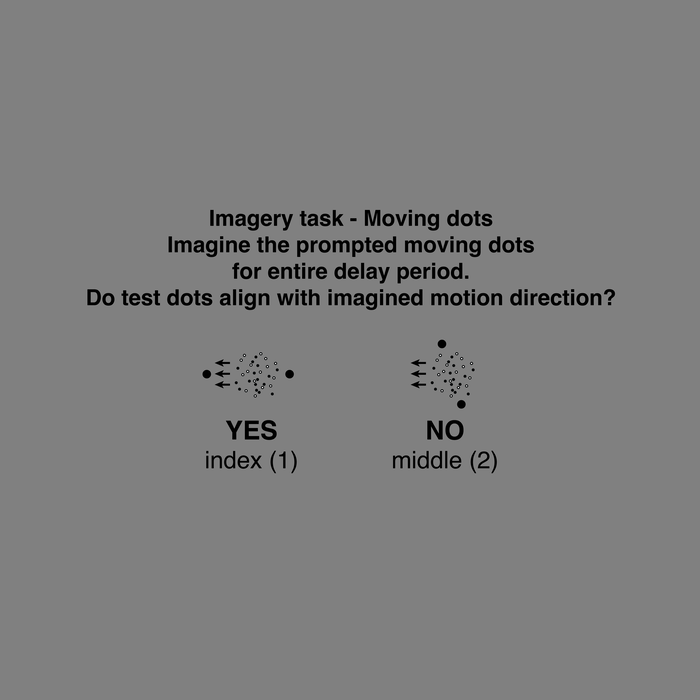 Imagery task - Moving dots
Imagine the prompted moving dots
for entire delay period.
Do test dots align with imagined motion direction?
YES
index (1)
NO
middle (2)